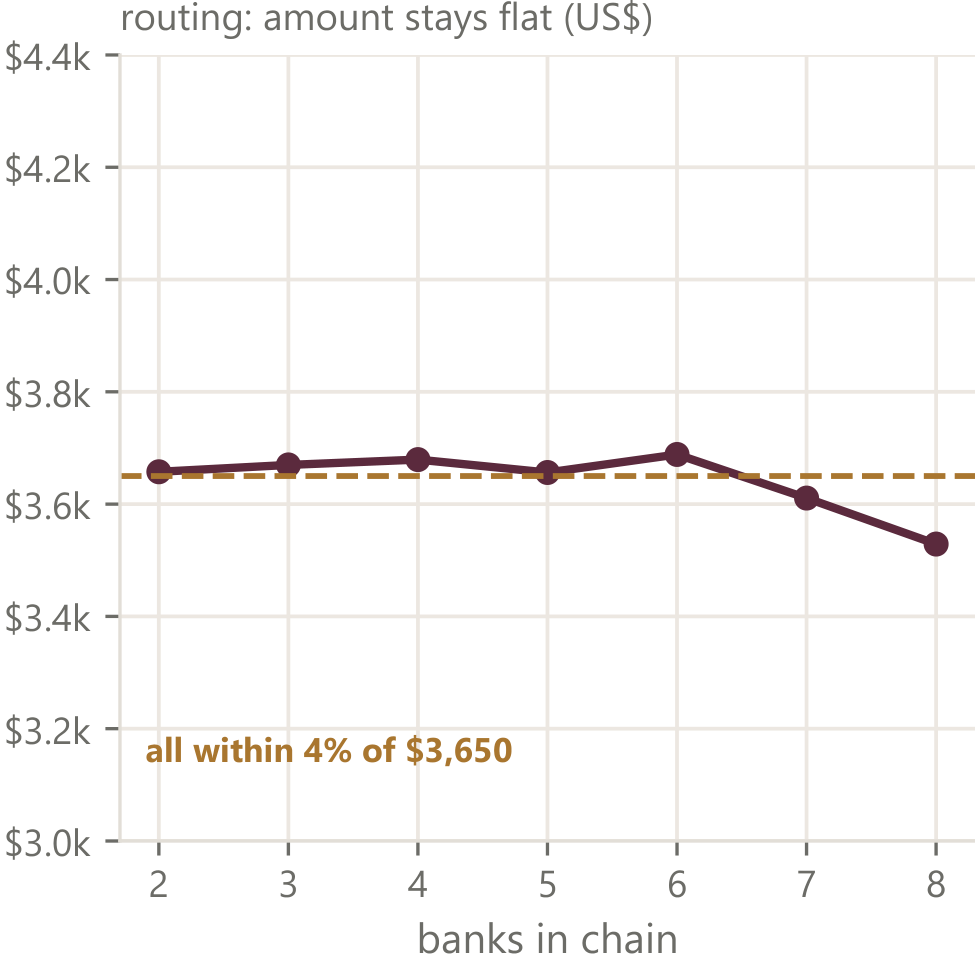 routing: amount stays flat (US$)
$4.4k
$4.2k
$4.0k
$3.8k
$3.6k
$3.4k
$3.2k
all within 4% of $3,650
$3.0k
2 3 4 5 6 7 8
banks in chain